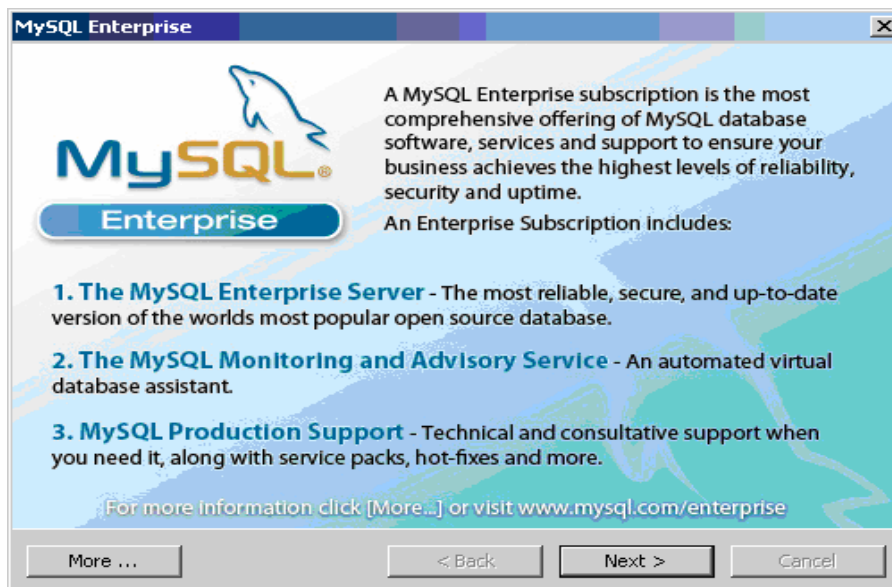 MySQL Enterprise
MySQL®
Enterprise
A MySQL Enterprise subscription is the most
comprehensive offering of MySQL database
software, services and support to ensure your
business achieves the highest levels of reliability,
security and uptime.
An Enterprise Subscription includes:
1. The MySQL Enterprise Server - The most reliable, secure, and up-to-date
version of the worlds most popular open source database.
2. The MySQL Monitoring and Advisory Service - An automated virtual
database assistant.
3. MySQL Production Support - Technical and consultative support when
you need it, along with service packs, hot-fixes and more.
For more information click [More...] or visit www.mysql.com/enterprise
More ...
< Back
Next >
Cancel